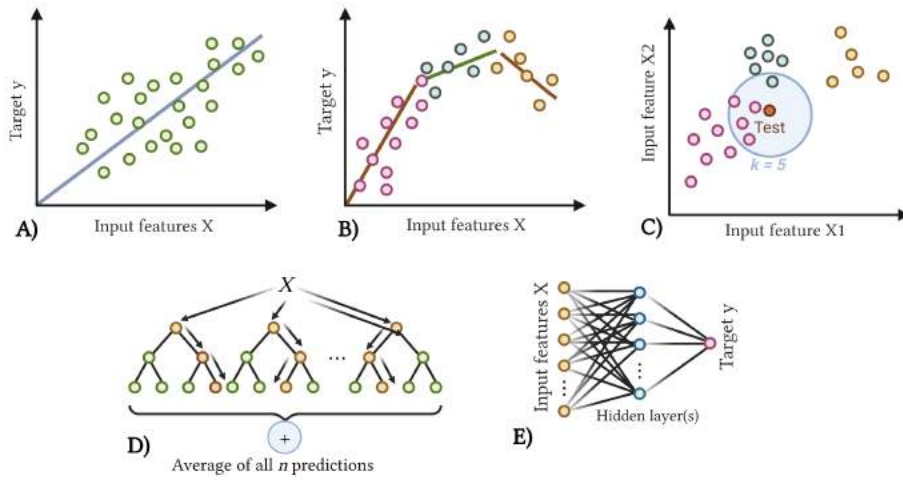 Target y
Input features X
A)
Target y
Input features X
B)
Input feature X2
Test
k = 5
Input feature X1
C)
X
...
+
Average of all n predictions
D)
Input features X
...
...
Target y
Hidden layer(s)
E)